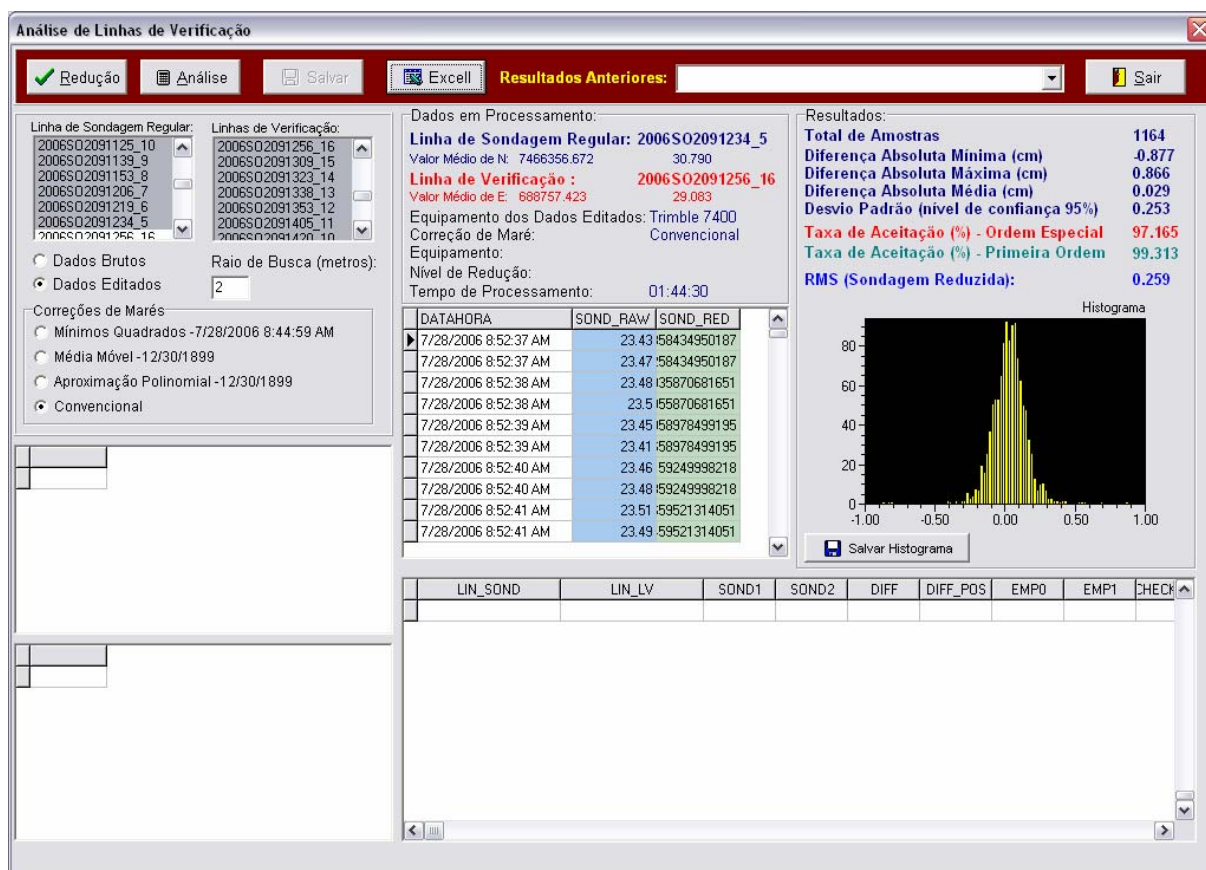 Análise de Linhas de Verificação
Redução Análise Salvar Excell Resultados Anteriores: Sair
Linha de Sondagem Regular:
2006SO2091125_10
2006SO2091139_9
2006SO2091153_8
2006SO2091206_7
2006SO2091219_6
2006SO2091234_5
2006SO2091256_16
Linhas de Verificação:
2006SO2091256_16
2006SO2091309_15
2006SO2091323_14
2006SO2091338_13
2006SO2091353_12
2006SO2091405_11
2006SO2091420_10
Dados Brutos
Dados Editados
Raio de Busca (metros):
2
Correções de Marés
Mínimos Quadrados -7/28/2006 8:44:59 AM
Média Móvel -12/30/1899
Aproximação Polinomial -12/30/1899
Convencional
Dados em Processamento:
Linha de Sondagem Regular: 2006SO2091234_5
Valor Médio de N: 7466356.672 30.790
Linha de Verificação : 2006SO2091256_16
Valor Médio de E: 688757.423 29.083
Equipamento dos Dados Editados: Trimble 7400
Correção de Maré: Convencional
Equipamento:
Nível de Redução:
Tempo de Processamento: 01:44:30
DATAHORA SOND_RAW SOND_RED
7/28/2006 8:52:37 AM 23.43 58434950187
7/28/2006 8:52:37 AM 23.47 58434950187
7/28/2006 8:52:38 AM 23.48 35870681651
7/28/2006 8:52:38 AM 23.5 55870681651
7/28/2006 8:52:39 AM 23.45 58978499195
7/28/2006 8:52:39 AM 23.41 58978499195
7/28/2006 8:52:40 AM 23.46 59249998218
7/28/2006 8:52:40 AM 23.48 59249998218
7/28/2006 8:52:41 AM 23.51 59521314051
7/28/2006 8:52:41 AM 23.49 59521314051
Resultados:
Total de Amostras 1164
Diferença Absoluta Mínima (cm) -0.877
Diferença Absoluta Máxima (cm) 0.866
Diferença Absoluta Média (cm) 0.029
Desvio Padrão (nível de confiança 95%) 0.253
Taxa de Aceitação (%) - Ordem Especial 97.165
Taxa de Aceitação (%) - Primeira Ordem 99.313
RMS (Sondagem Reduzida): 0.259
Histograma
80
60
40
20
0
-1.00 -0.50 0.00 0.50 1.00
Salvar Histograma
LIN_SOND LIN_LV SOND1 SOND2 DIFF DIFF_POS EMP0 EMP1 CHECK